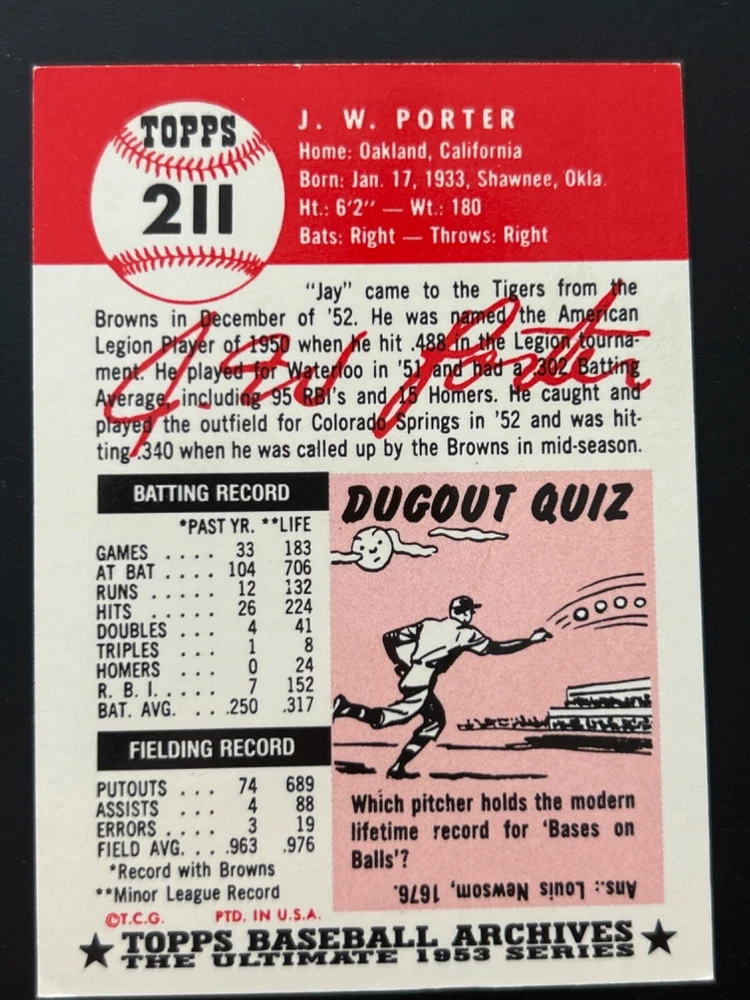 TOPPS
211
J. W. PORTER
Home: Oakland, California
Born: Jan. 17, 1933, Shawnee, Okla.
Ht.: 6'2" — Wt.: 180
Bats: Right — Throws: Right
"Jay" came to the Tigers from the
Browns in December of '52. He was named the American
Legion Player of 1950 when he hit .488 in the Legion tourna-
ment. He played for Waterloo in '51 and had a .302 Batting
Average, including 95 RBI's and 15 Homers. He caught and
played the outfield for Colorado Springs in '52 and was hit-
ting .340 when he was called up by the Browns in mid-season.
J. W. Porter
BATTING RECORD
*PAST YR. **LIFE
GAMES .... 33 183
AT BAT .... 104 706
RUNS ..... 12 132
HITS ..... 26 224
DOUBLES .... 4 41
TRIPLES .... 1 8
HOMERS .... 0 24
R. B. I. ..... 7 152
BAT. AVG. ... .250 .317
FIELDING RECORD
PUTOUTS .... 74 689
ASSISTS .... 4 88
ERRORS .... 3 19
FIELD AVG. ... .963 .976
*Record with Browns
**Minor League Record
©T.C.G. PTD. IN U.S.A.
DUGOUT QUIZ
Which pitcher holds the modern
lifetime record for 'Bases on
Balls'?
Ans.: Louis Newsom, 1676.
★ TOPPS BASEBALL ARCHIVES ★
THE ULTIMATE 1953 SERIES